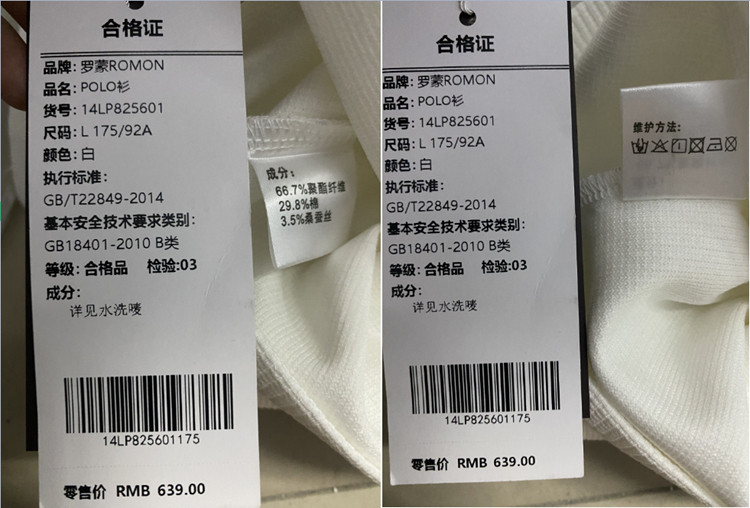 合格证
品牌: 罗蒙ROMON
品名: POLO衫
货号: 14LP825601
尺码: L 175/92A
颜色: 白
执行标准:
GB/T22849-2014
基本安全技术要求类别:
GB18401-2010 B类
等级: 合格品 检验:03
成分:
详见水洗唛
14LP825601175
零售价 RMB 639.00
成分:
66.7%聚酯纤维
29.8%棉
3.5%桑蚕丝
合格证
品牌: 罗蒙ROMON
品名: POLO衫
货号: 14LP825601
尺码: L 175/92A
颜色: 白
执行标准:
GB/T22849-2014
基本安全技术要求类别:
GB18401-2010 B类
等级: 合格品 检验:03
成分:
详见水洗唛
14LP825601175
零售价 RMB 639.00
维护方法: